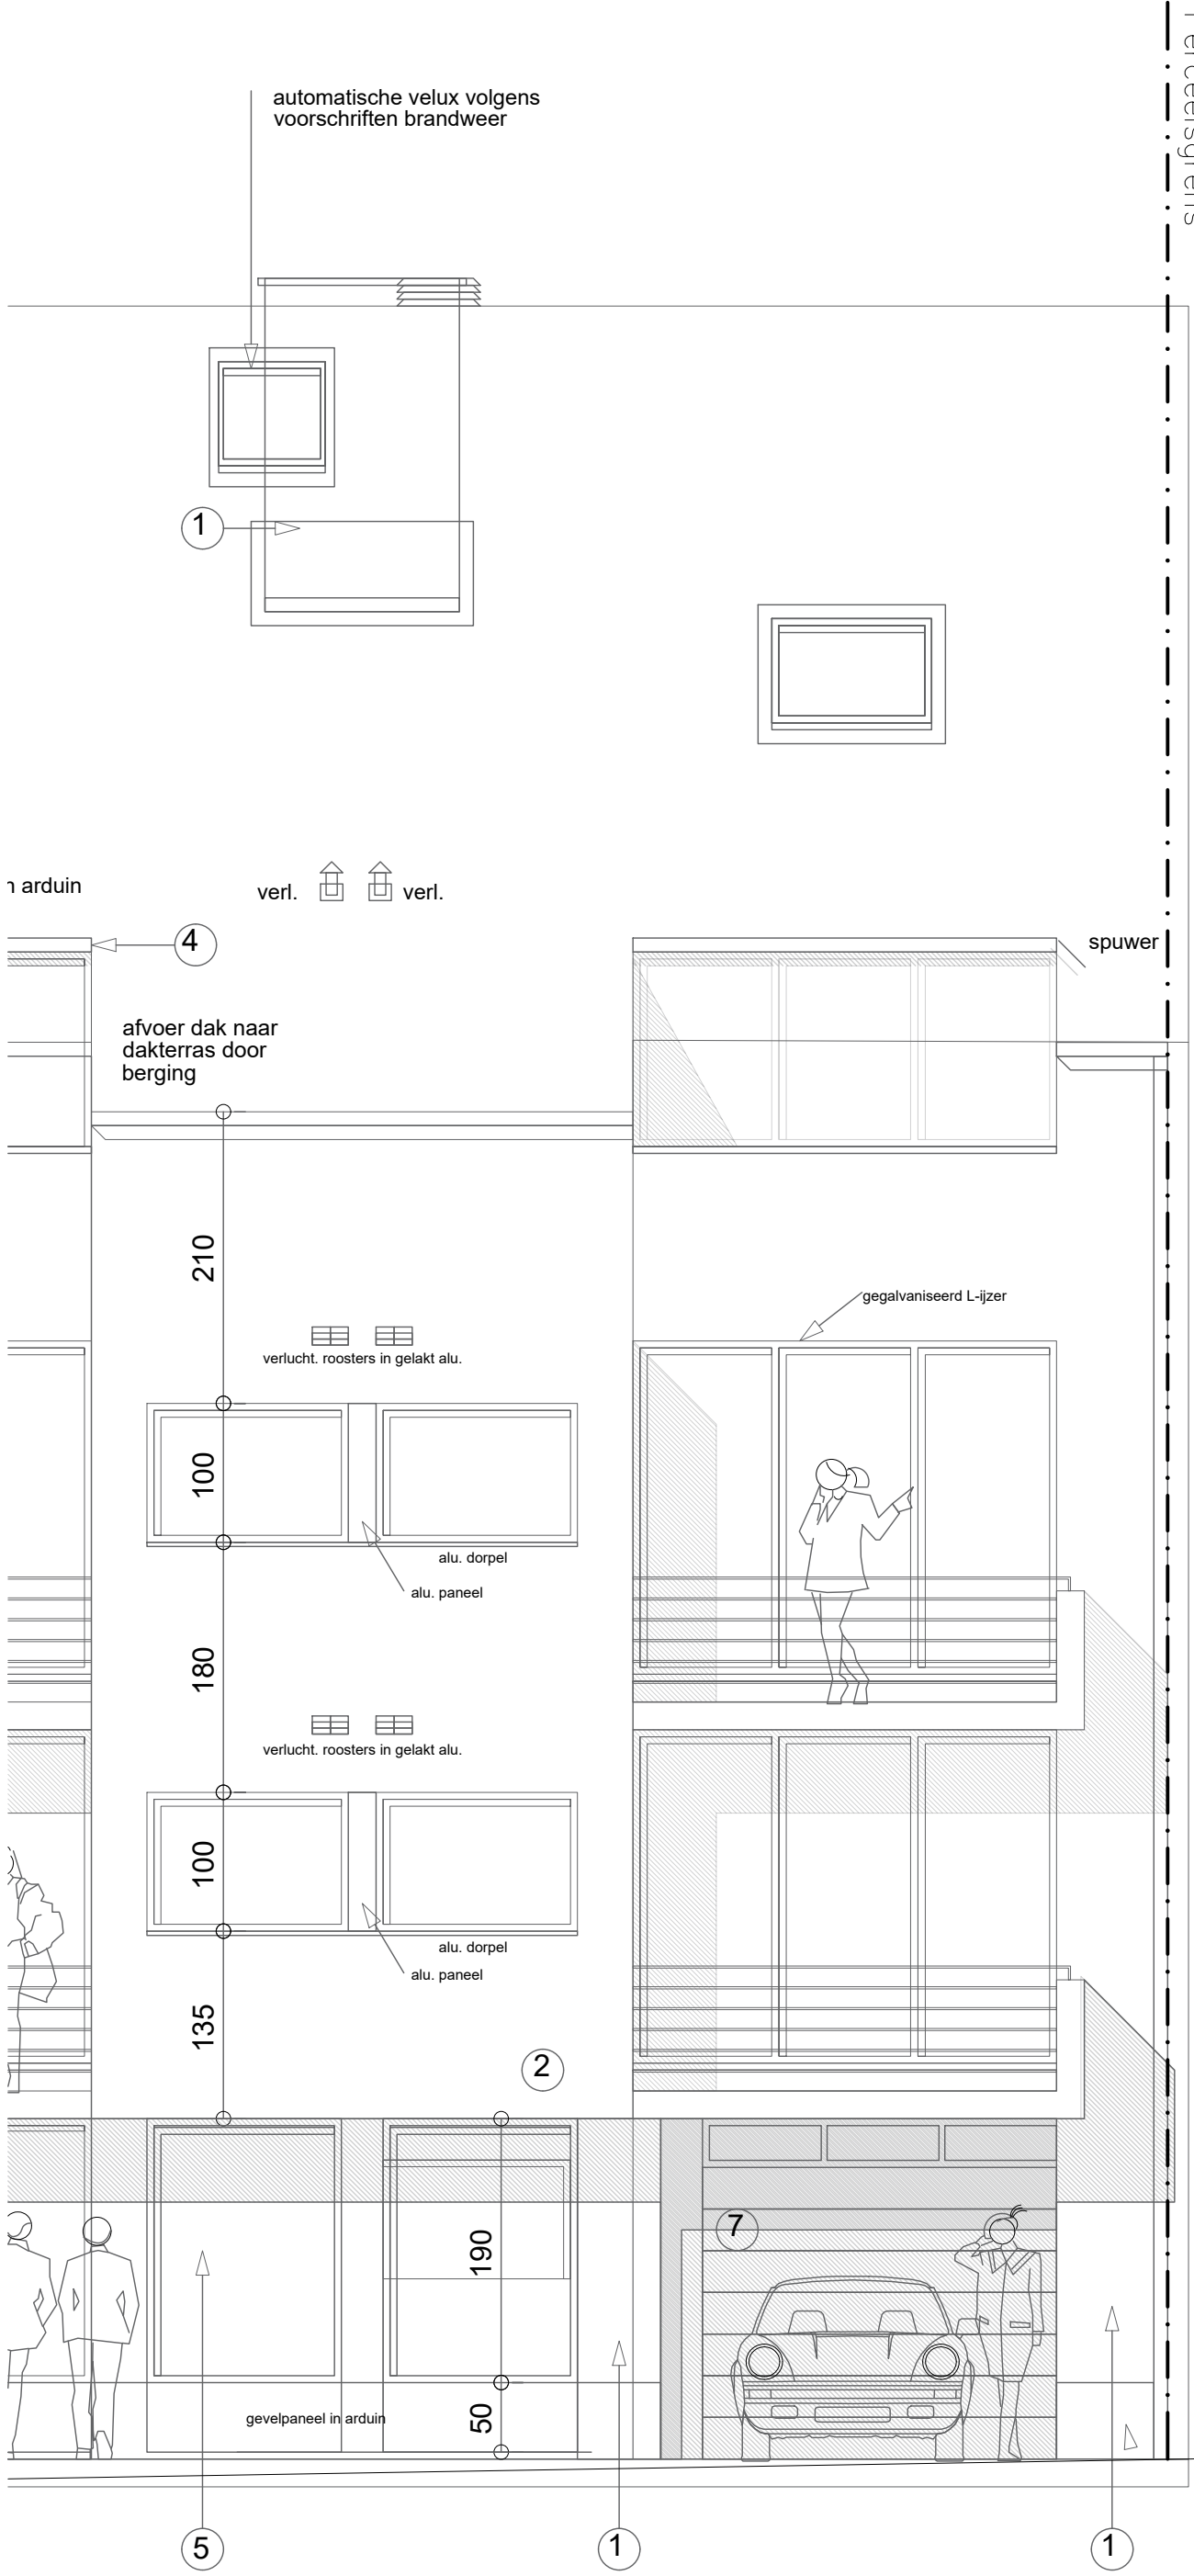 Perceelsgrens
automatische velux volgens
voorschriften brandweer
1
n arduin
verl.
verl.
4
spuwer
afvoer dak naar
dakterras door
berging
210
gegalvaniseerd L-ijzer
verlucht. roosters in gelakt alu.
100
alu. dorpel
alu. paneel
180
verlucht. roosters in gelakt alu.
100
alu. dorpel
alu. paneel
135
2
7
190
gevelpaneel in arduin
50
5
1
1